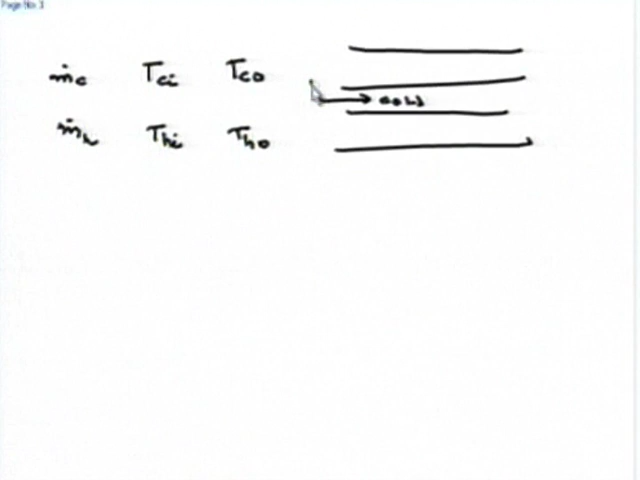 Page No: 3
ṁc Tci Tco
cold
ṁh Thi Tho